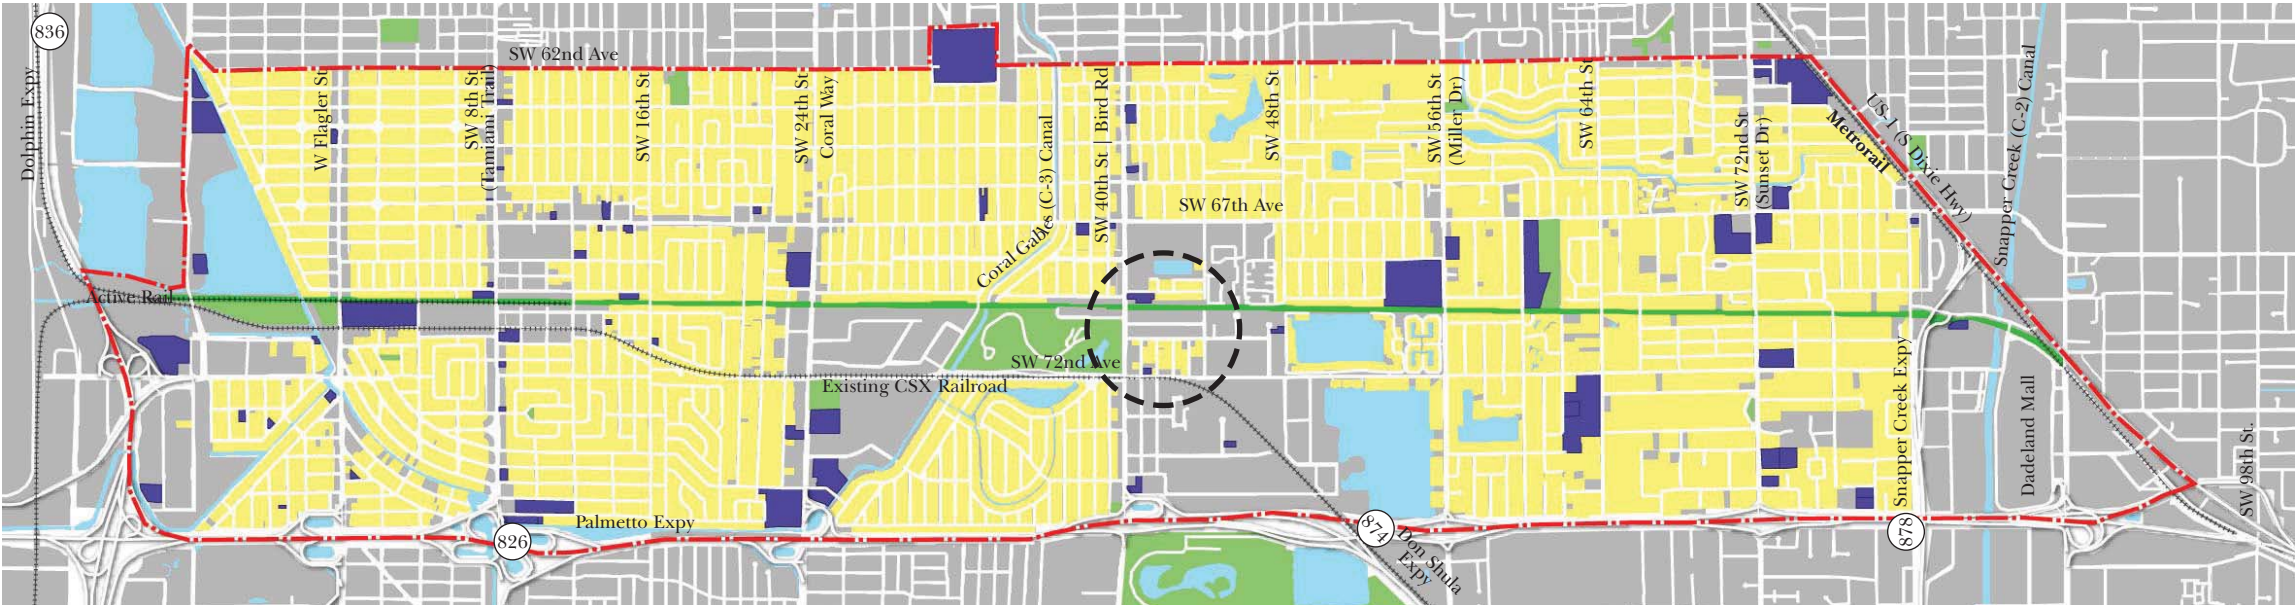 836
Dolphin Expy
SW 62nd Ave
W Flagler St
SW 8th St
(Tamiami Trail)
SW 16th St
SW 24th St
Coral Way
Coral Gables (C-3) Canal
SW 40th St | Bird Rd
SW 48th St
SW 56th St
(Miller Dr)
SW 64th St
SW 72nd St
(Sunset Dr)
Metrorail
US-1 (S Dixie Hwy)
Snapper Creek (C-2) Canal
SW 67th Ave
Active Rail
SW 72nd Ave
Existing CSX Railroad
Snapper Creek Expy
Dadeland Mall
SW 98th St.
Palmetto Expy
826
874
Don Shula
Expy
878